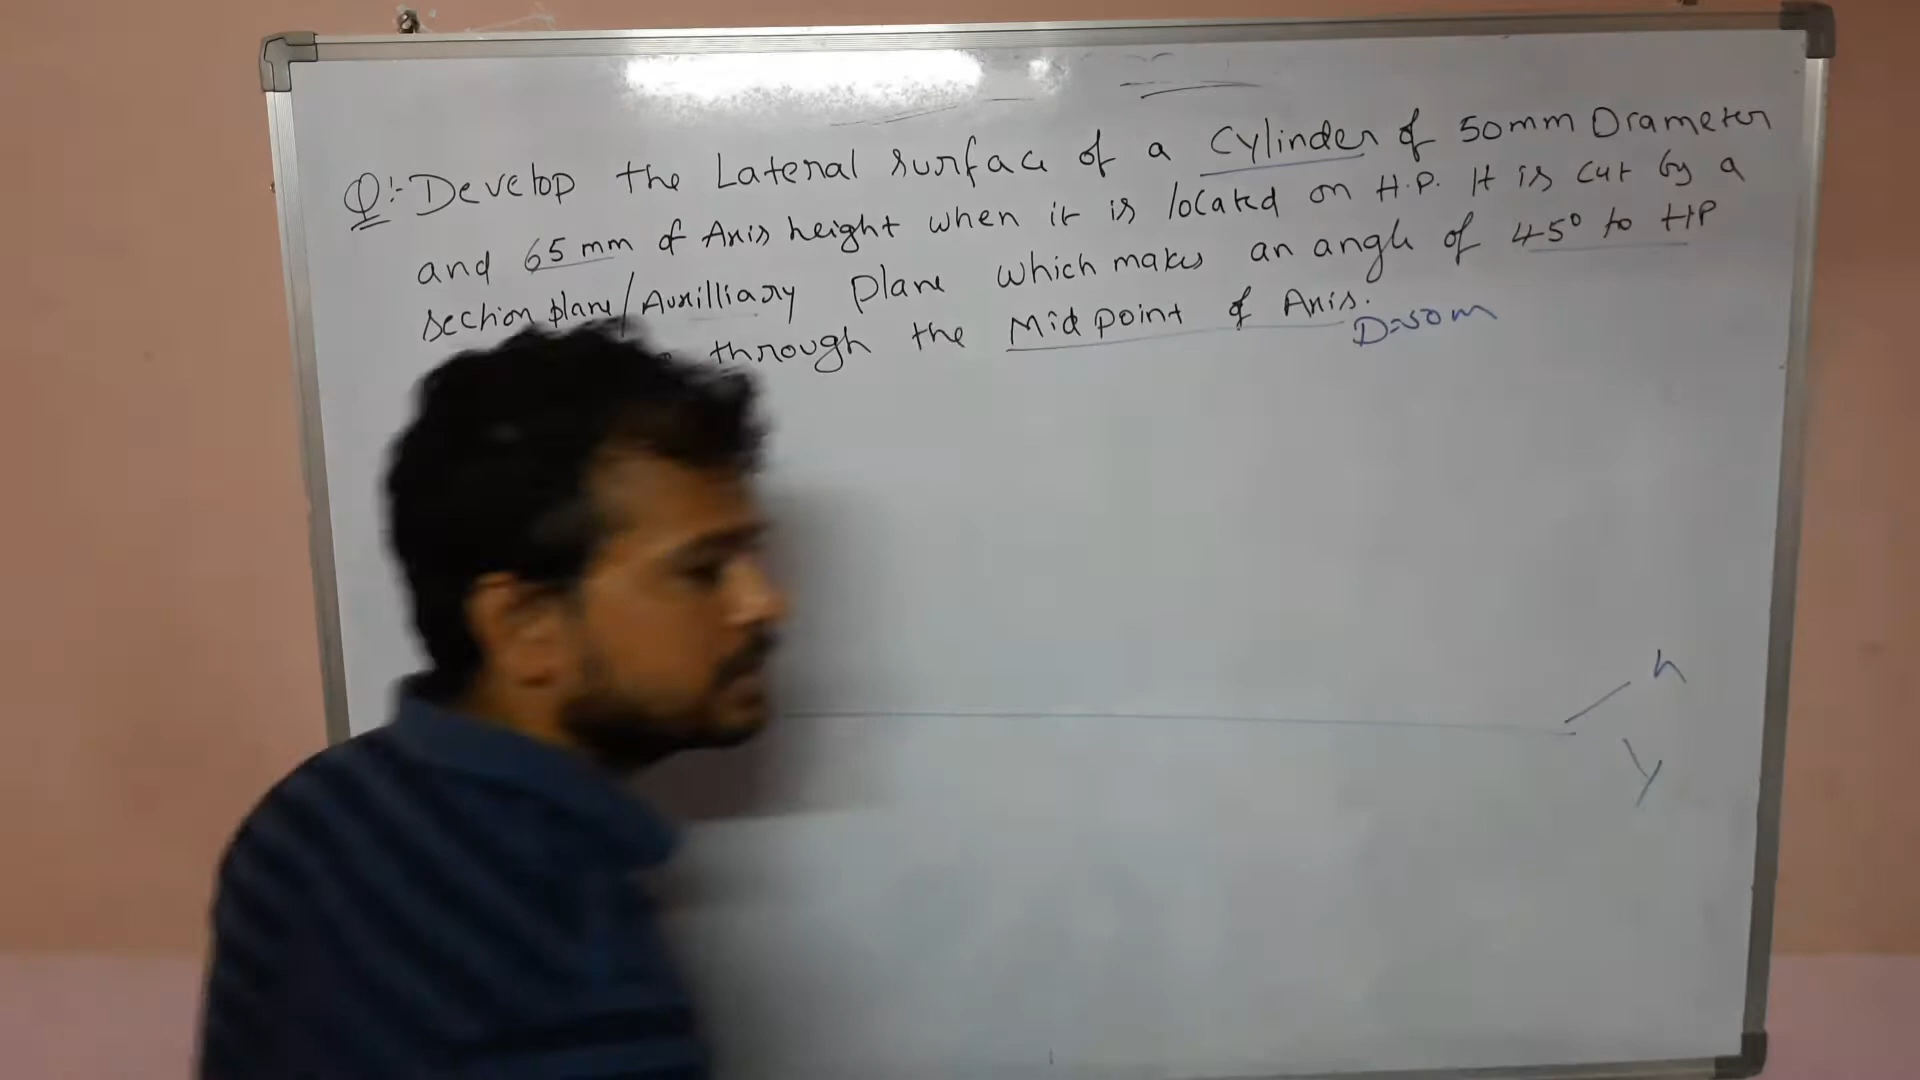 Q:- Develop the Lateral surface of a cylinder of 50mm Diameter
and 65 mm of Axis height when it is located on H.P. It is cut by a
section plane/Auxilliary plane which makes an angle of 45° to HP
through the Midpoint of Axis.
D=50m
h
y